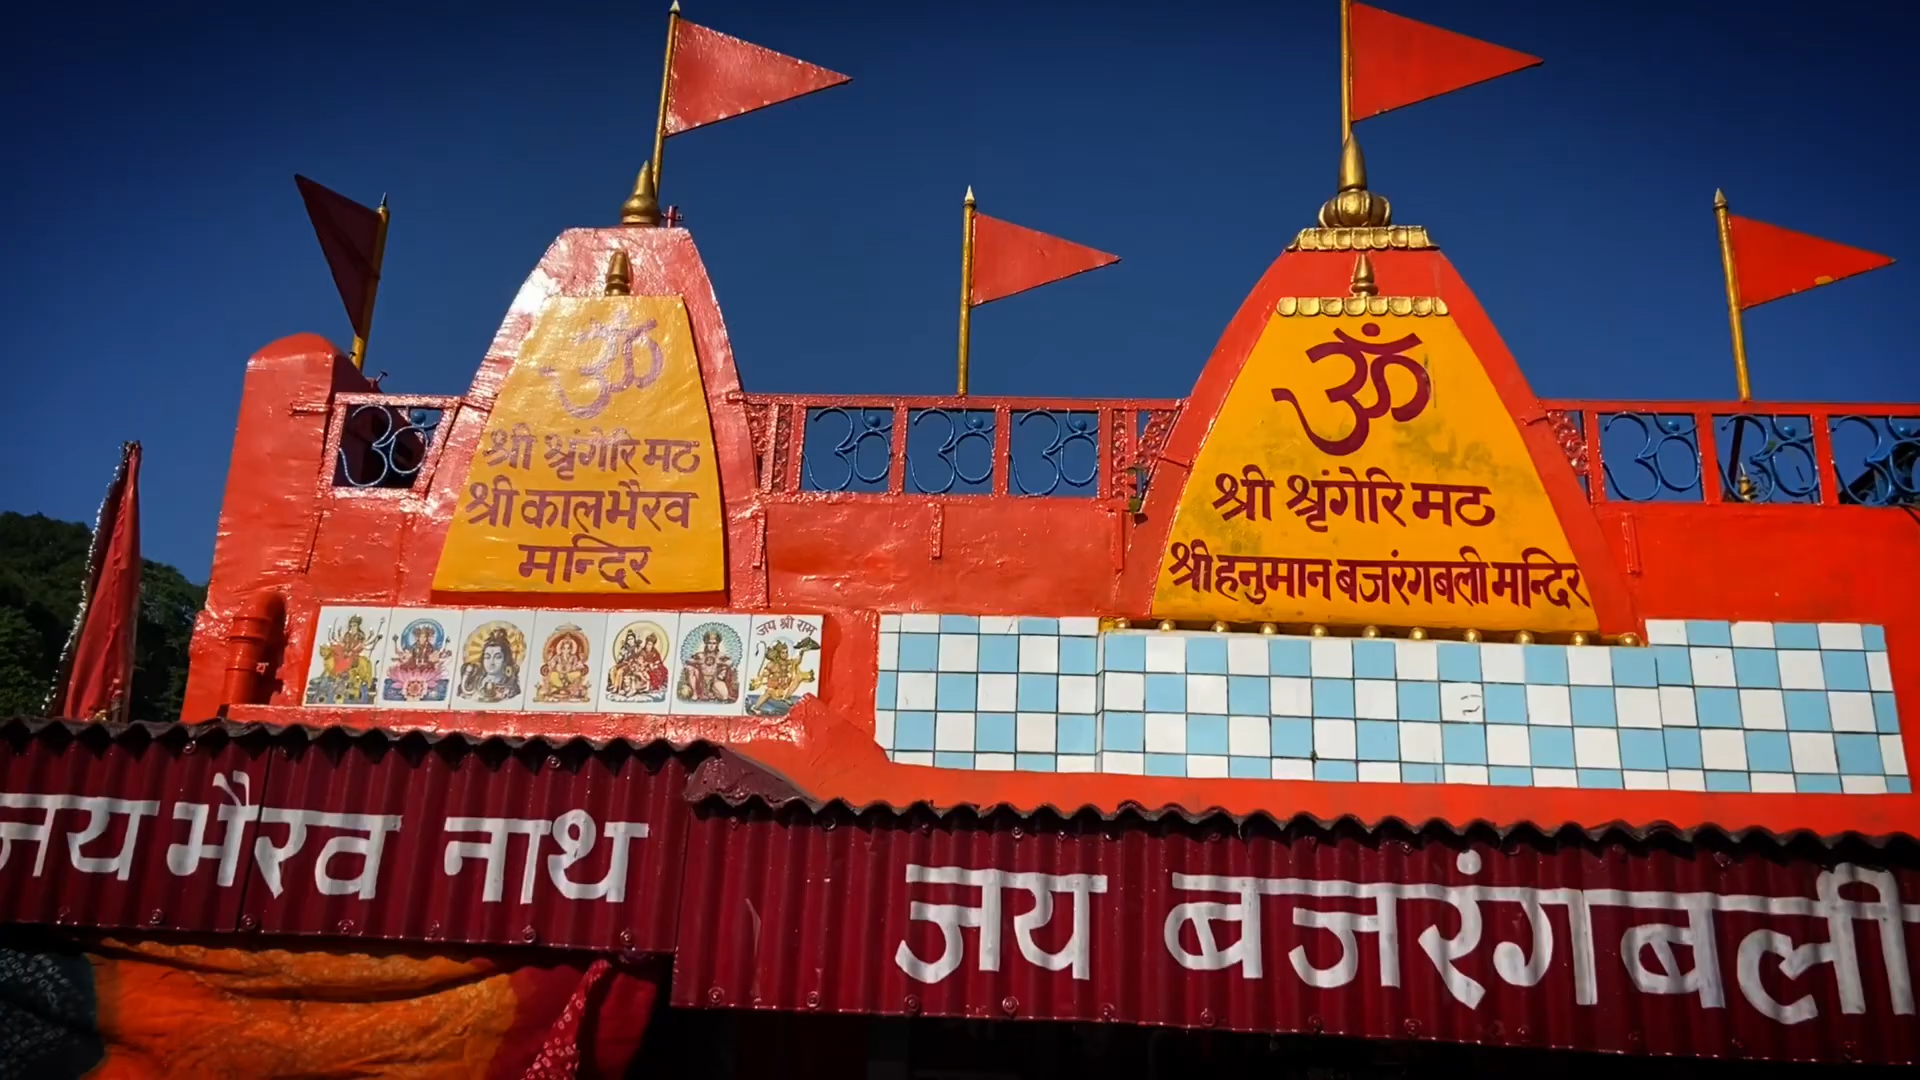 ॐ
श्री श्रृंगेरि मठ
श्री कालभैरव
मन्दिर
ॐ
श्री श्रृंगेरि मठ
श्री हनुमान बजरंगबली मन्दिर
जय श्री राम
जय भैरव नाथ
जय बजरंगबली